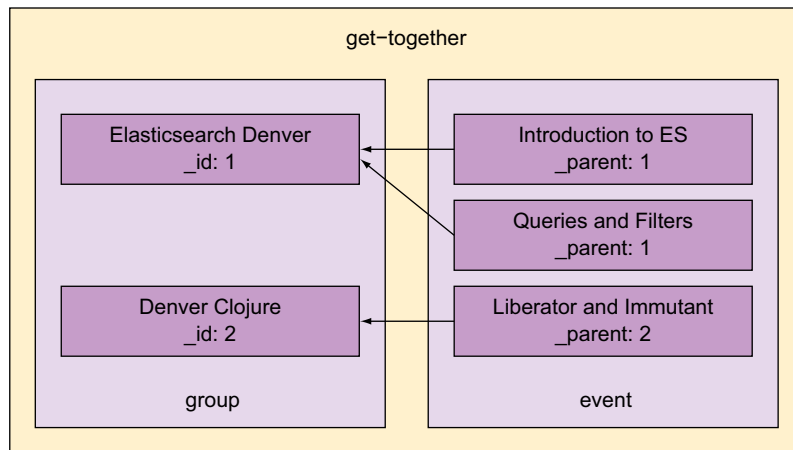 get-together
Elasticsearch Denver
_id: 1
Denver Clojure
_id: 2
group
Introduction to ES
_parent: 1
Queries and Filters
_parent: 1
Liberator and Immutant
_parent: 2
event